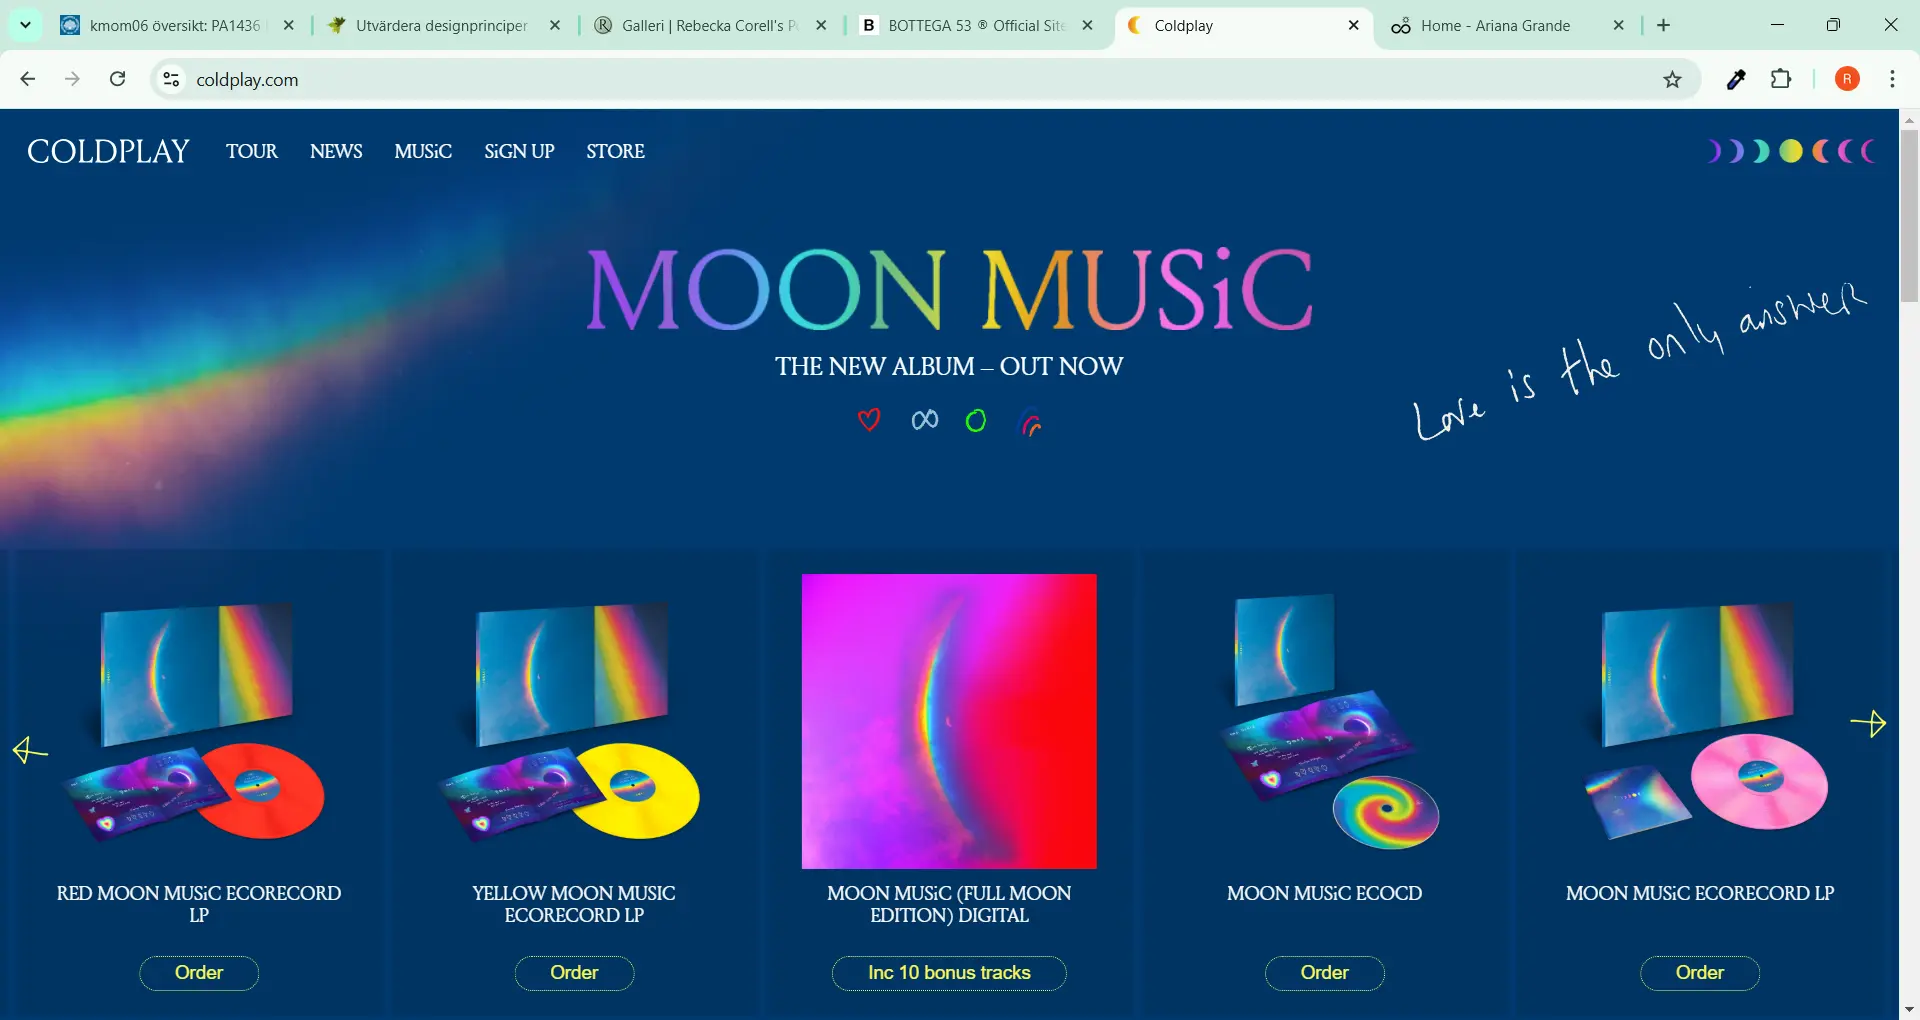 kmom06 översikt: PA1436
Utvärdera designprinciper
Galleri | Rebecka Corell's P
BOTTEGA 53 ® Official Site
Coldplay
Home - Ariana Grande
coldplay.com
R
COLDPLAY TOUR NEWS MUSiC SiGN UP STORE
MOON MUSiC
THE NEW ALBUM – OUT NOW
Love is the only answer
RED MOON MUSiC ECORECORD
LP
YELLOW MOON MUSIC
ECORECORD LP
MOON MUSiC (FULL MOON
EDITION) DIGITAL
MOON MUSiC ECOCD
MOON MUSiC ECORECORD LP
Order
Order
Inc 10 bonus tracks
Order
Order